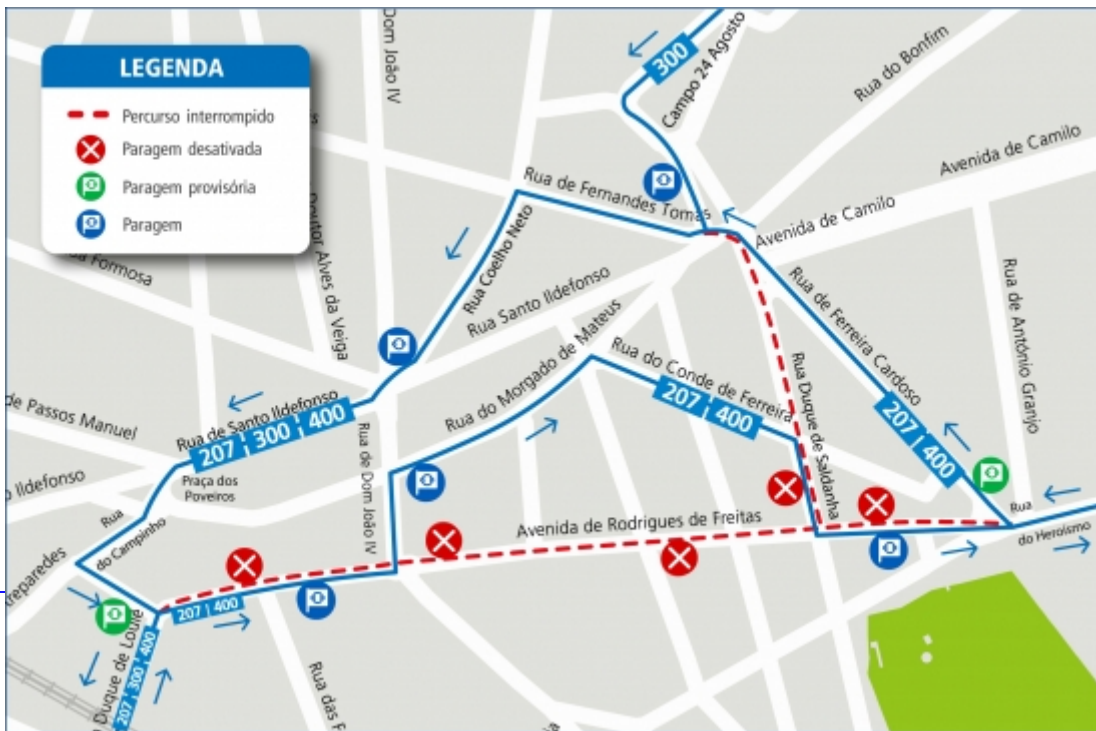 LEGENDA
Percurso interrompido
Paragem desativada
Paragem provisória
Paragem
Dom João IV
300
Campo 24 Agosto
Rua do Bonfim
Avenida de Camilo
Avenida de Camilo
Rua de Fernandes Tomás
Rua Coelho Neto
Doutor Alves da Veiga
Formosa
Rua Santo Ildefonso
Rua de António Granjo
Rua de Ferreira Cardoso
Rua do Morgado de Mateus
Rua do Conde de Ferreira
207 | 400
Rua Duque de Saldanha
207 | 400
de Passos Manuel
Rua de Santo Ildefonso
207 | 300 | 400
Praça dos
Poveiros
o Ildefonso
Rua de Dom João IV
Rua
do Campinho
Avenida de Rodrigues de Freitas
Rua
do Heroísmo
treparedes
207 | 400
Duque de Loulé
207 | 300 | 400
Rua das F